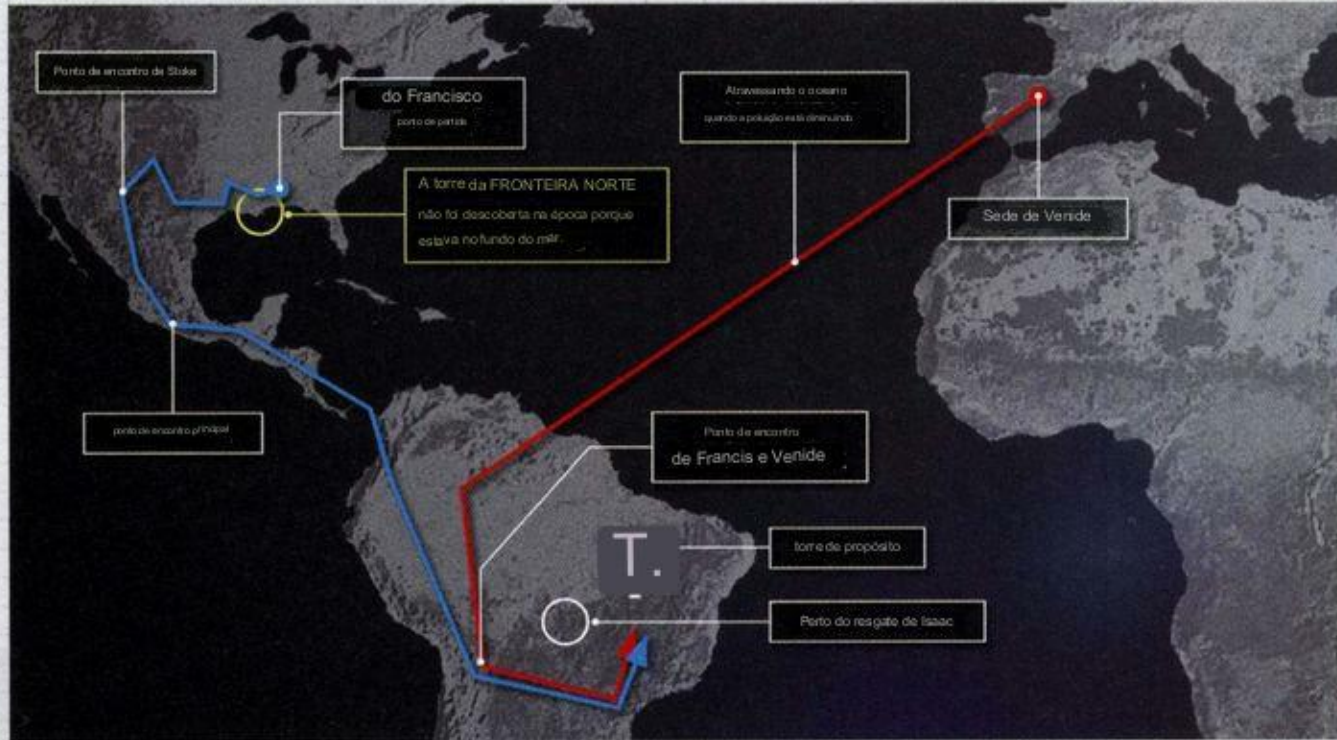 Ponto de encontro de Stoke
do Francisco
ponto de partida
Atravessando o oceano
quando a poluição está diminuindo
A torre da FRONTEIRA NORTE
não foi descoberta na época porque
estava no fundo do mar.
Sede de Venide
ponto de encontro principal
Ponto de encontro
de Francis e Venide
T.
torre de propósito
Perto do resgate de Isaac